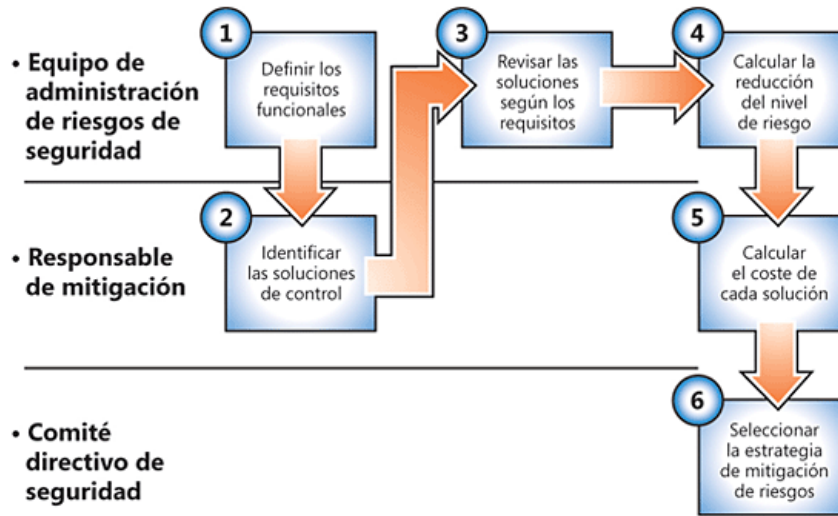 • Equipo de
administración
de riesgos de
seguridad
1
Definir los
requisitos
funcionales
3
Revisar las
soluciones
según los
requisitos
4
Calcular la
reducción
del nivel
de riesgo
• Responsable
de mitigación
2
Identificar
las soluciones
de control
5
Calcular
el coste de
cada solución
• Comité
directivo de
seguridad
6
Seleccionar
la estrategia
de mitigación
de riesgos